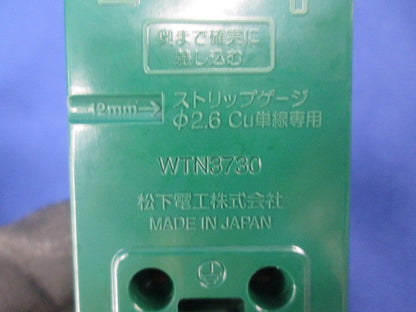 奥まで確実に
差し込む
12mm
ストリップゲージ
φ2.6 Cu単線専用
WTN3730
松下電工株式会社
MADE IN JAPAN